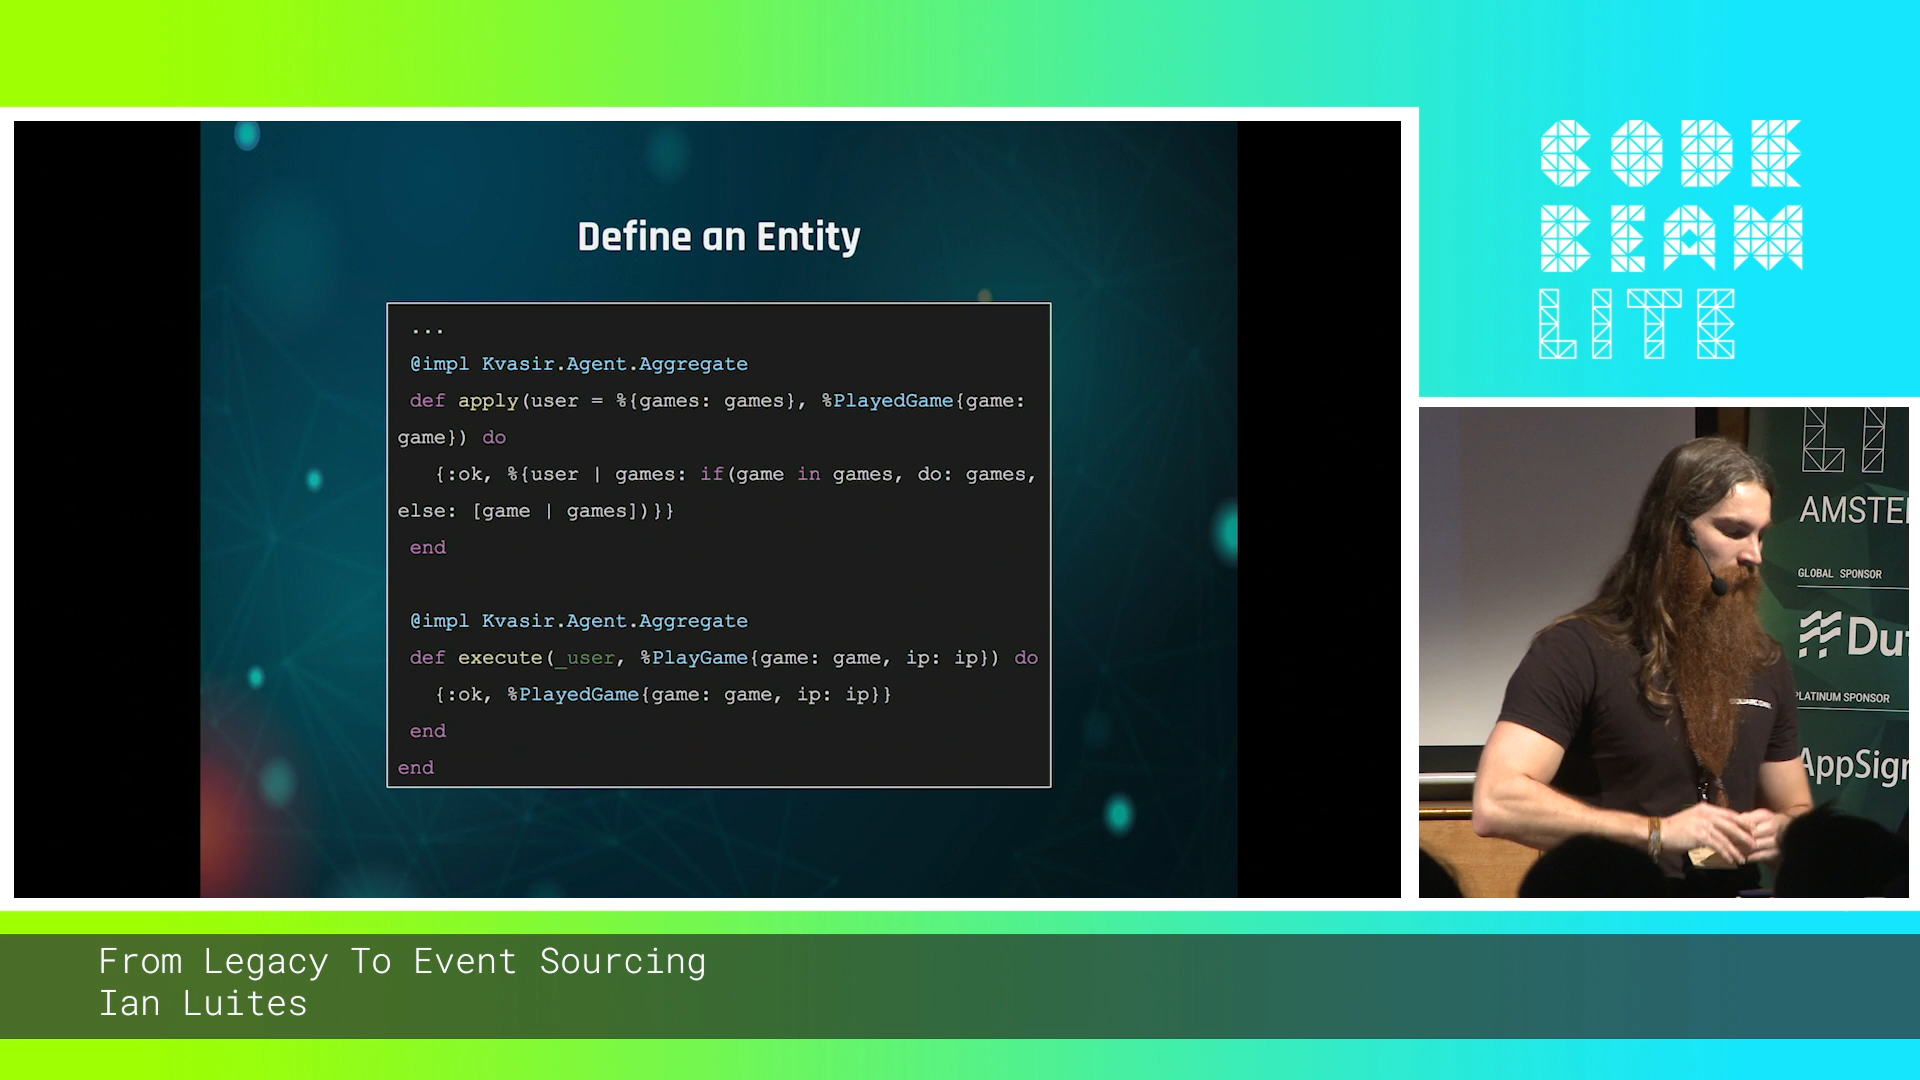 CODE
BEAM
LITE
Define an Entity
...
@impl Kvasir.Agent.Aggregate
def apply(user = %{games: games}, %PlayedGame{game:
game}) do
{:ok, %{user | games: if(game in games, do: games,
else: [game | games])}}
end
@impl Kvasir.Agent.Aggregate
def execute(_user, %PlayGame{game: game, ip: ip}) do
{:ok, %PlayedGame{game: game, ip: ip}}
end
end
LI
AMSTE
GLOBAL SPONSOR
Du
PLATINUM SPONSOR
AppSig
From Legacy To Event Sourcing
Ian Luites